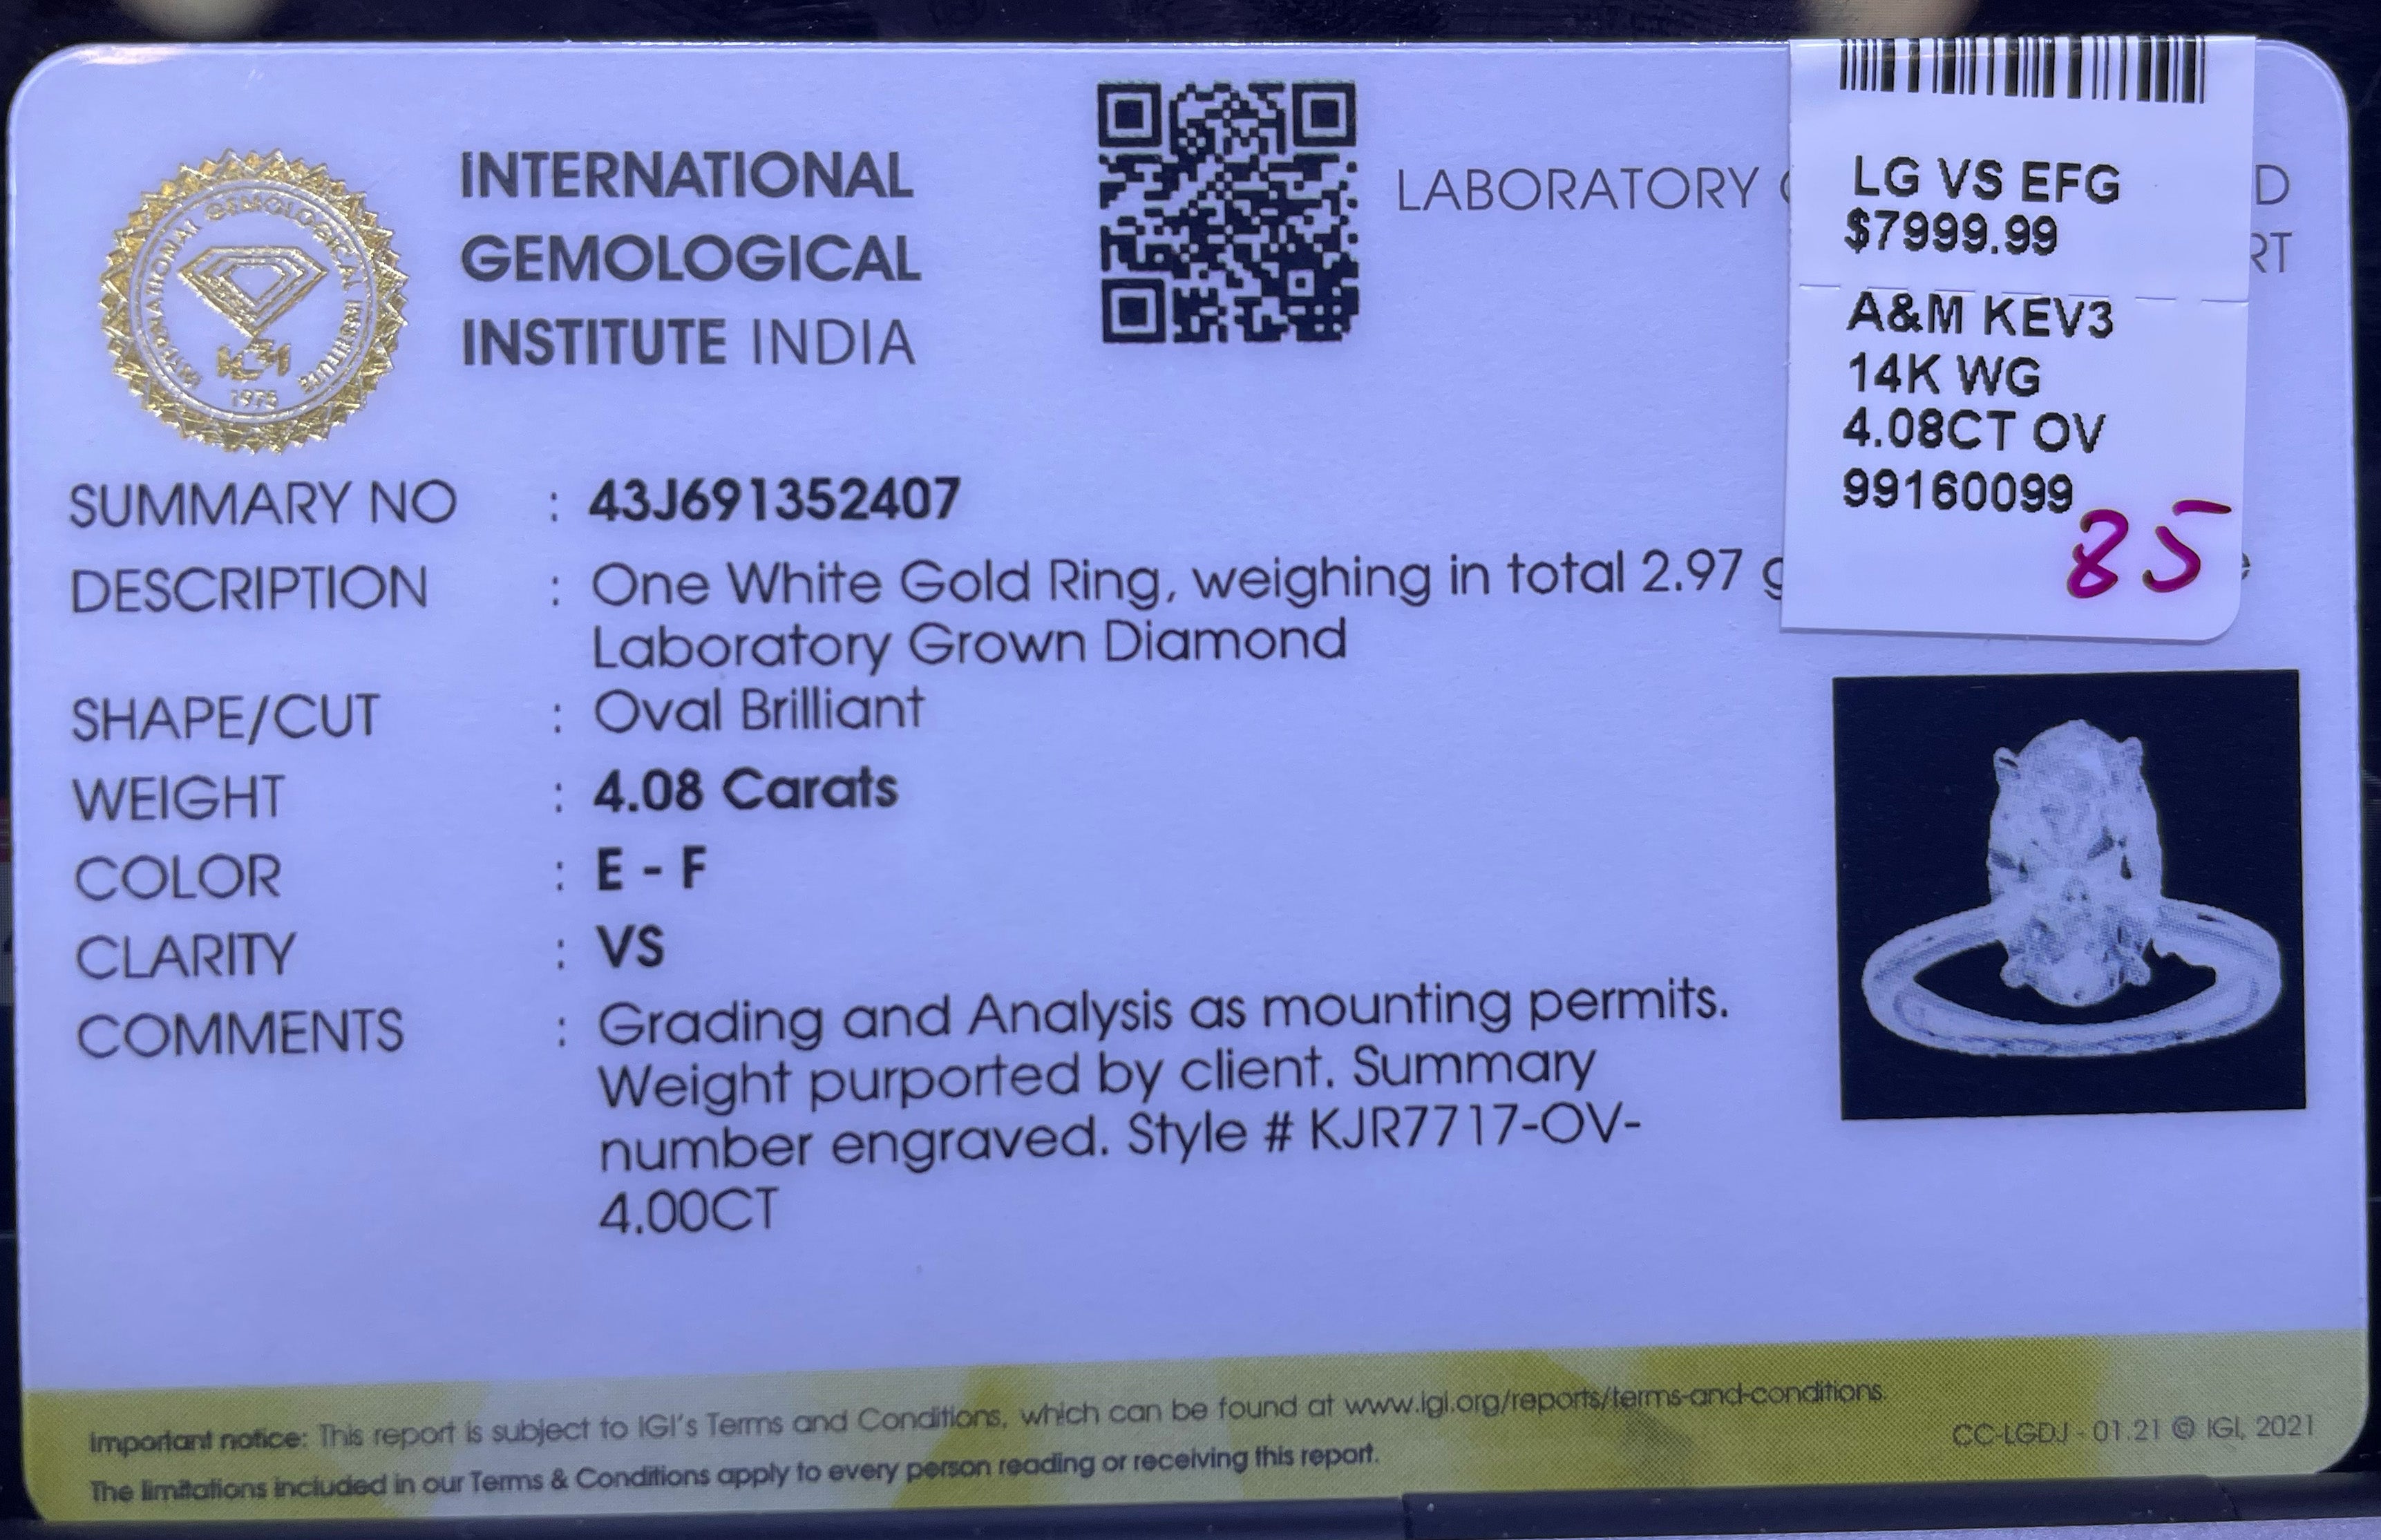 INTERNATIONAL
GEMOLOGICAL
INSTITUTE INDIA
INTERNATIONAL GEMOLOGICAL INSTITUTE
IGI
1975
LABORATORY
LG VS EFG
$7999.99
A&M KEV3
14K WG
4.08CT OV
99160099
85
SUMMARY NO : 43J691352407
DESCRIPTION : One White Gold Ring, weighing in total 2.97
Laboratory Grown Diamond
SHAPE/CUT : Oval Brilliant
WEIGHT : 4.08 Carats
COLOR : E - F
CLARITY : VS
COMMENTS : Grading and Analysis as mounting permits.
Weight purported by client. Summary
number engraved. Style # KJR7717-OV-
4.00CT
Important notice: This report is subject to IGI's Terms and Conditions, which can be found at www.igi.org/reports/terms-and-conditions.
The limitations included in our Terms & Conditions apply to every person reading or receiving this report.
CC-LGDJ - 01.21 © IGI, 2021